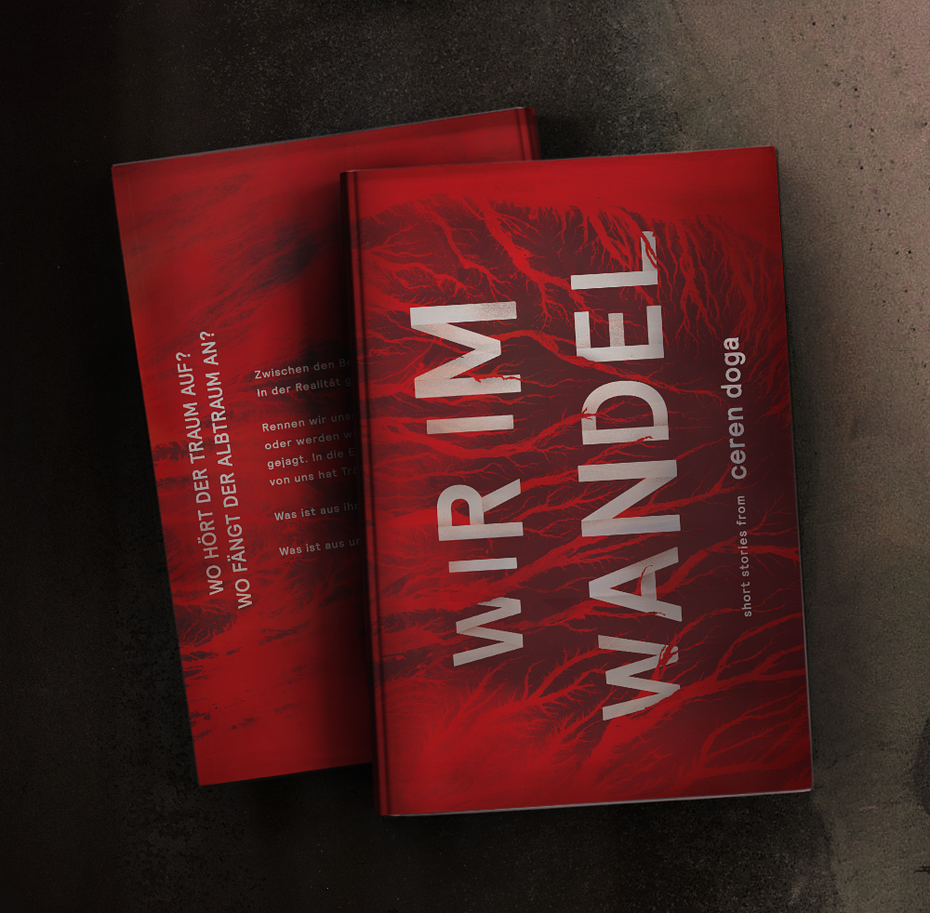 WIR IM
WANDEL
short stories from ceren doga
WO HÖRT DER TRAUM AUF?
WO FÄNGT DER ALBTRAUM AN?
Zwischen den
In der Realität
Rennen wir uns
oder werden
gejagt. In die
von uns hat
Was ist aus
Was ist aus